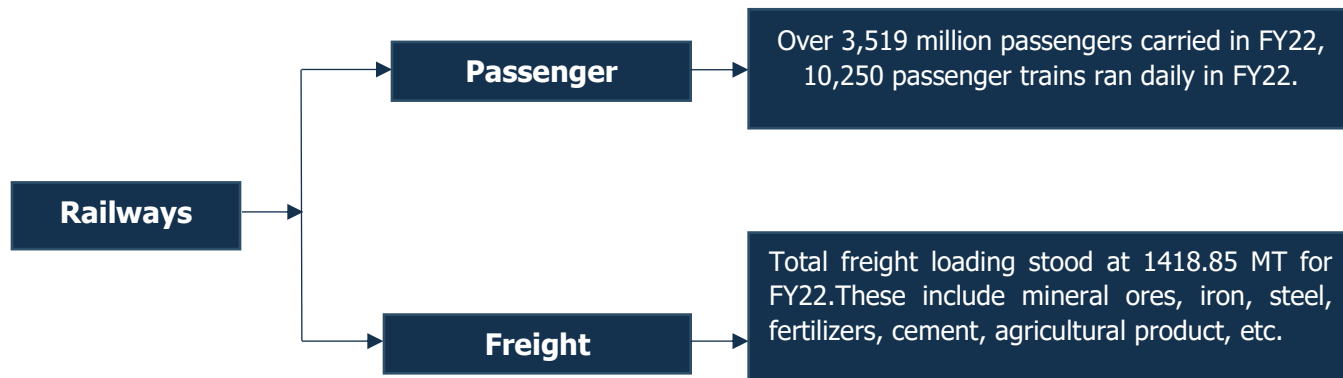 Over 3,519 million passengers carried in FY22,
10,250 passenger trains ran daily in FY22.
Passenger
Railways
Total freight loading stood at 1418.85 MT for
FY22.These include mineral ores, iron, steel,
fertilizers, cement, agricultural product, etc.
Freight